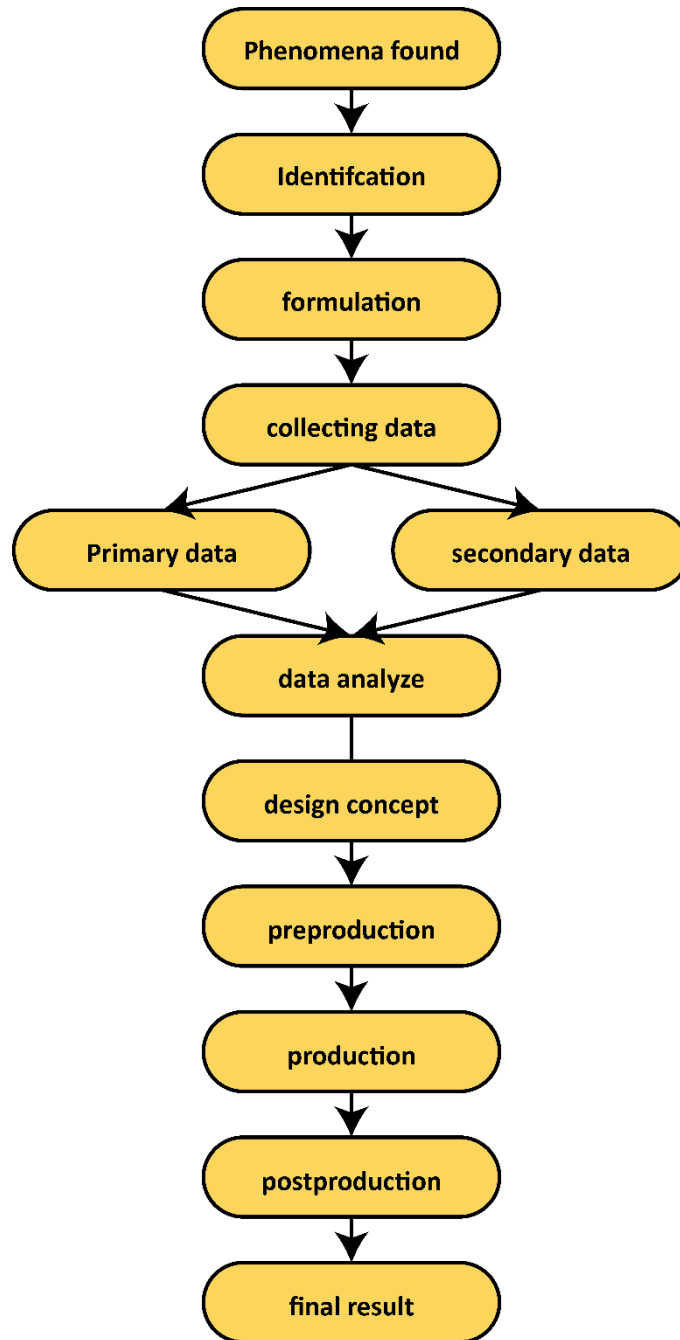 Phenomena found
Identifcation
formulation
collecting data
Primary data
secondary data
data analyze
design concept
preproduction
production
postproduction
final result